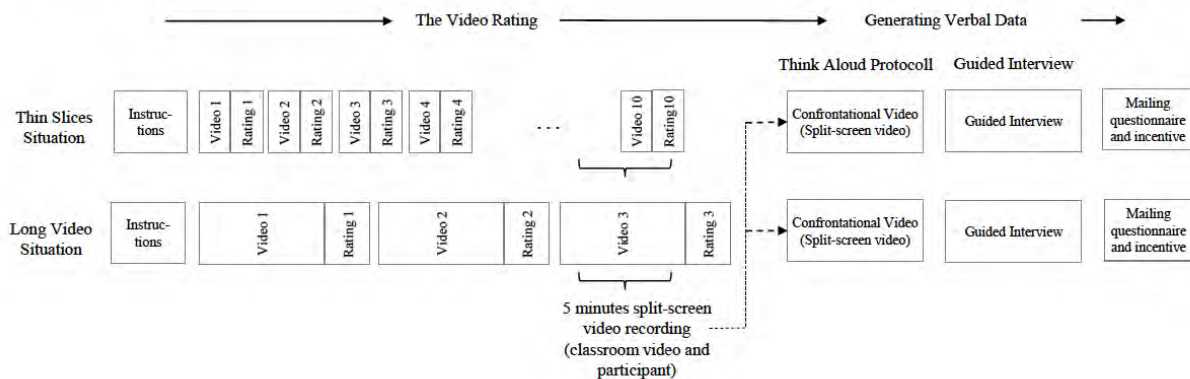 The Video Rating
Generating Verbal Data
Think Aloud Protocoll
Guided Interview
Thin Slices
Situation
Instruc-
tions
Video 1
Rating 1
Video 2
Rating 2
Video 3
Rating 3
Video 4
Rating 4
...
Video 10
Rating10
Confrontational Video
(Split-screen video)
Guided Interview
Mailing
questionnaire
and incentive
Long Video
Situation
Instruc-
tions
Video 1
Rating 1
Video 2
Rating 2
Video 3
Rating 3
Confrontational Video
(Split-screen video)
Guided Interview
Mailing
questionnaire
and incentive
5 minutes split-screen
video recording
(classroom video and
participant)